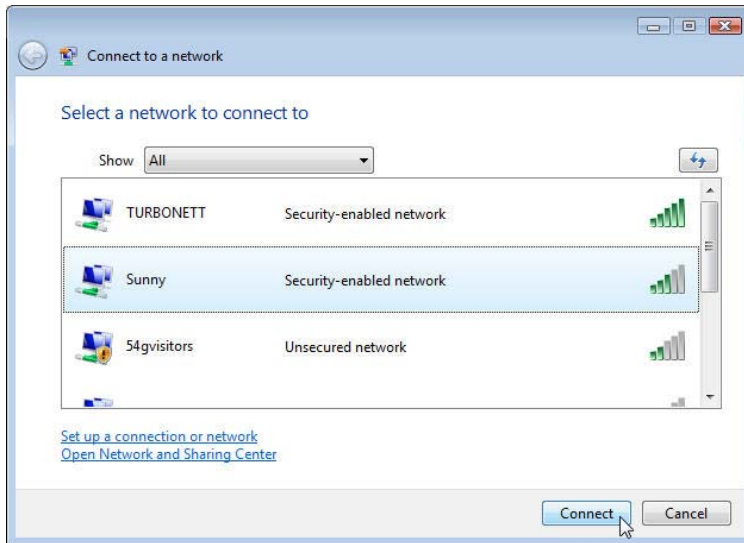 Connect to a network
Select a network to connect to
Show All
TURBONETT Security-enabled network
Sunny Security-enabled network
54gvisitors Unsecured network
Set up a connection or network
Open Network and Sharing Center
Connect Cancel